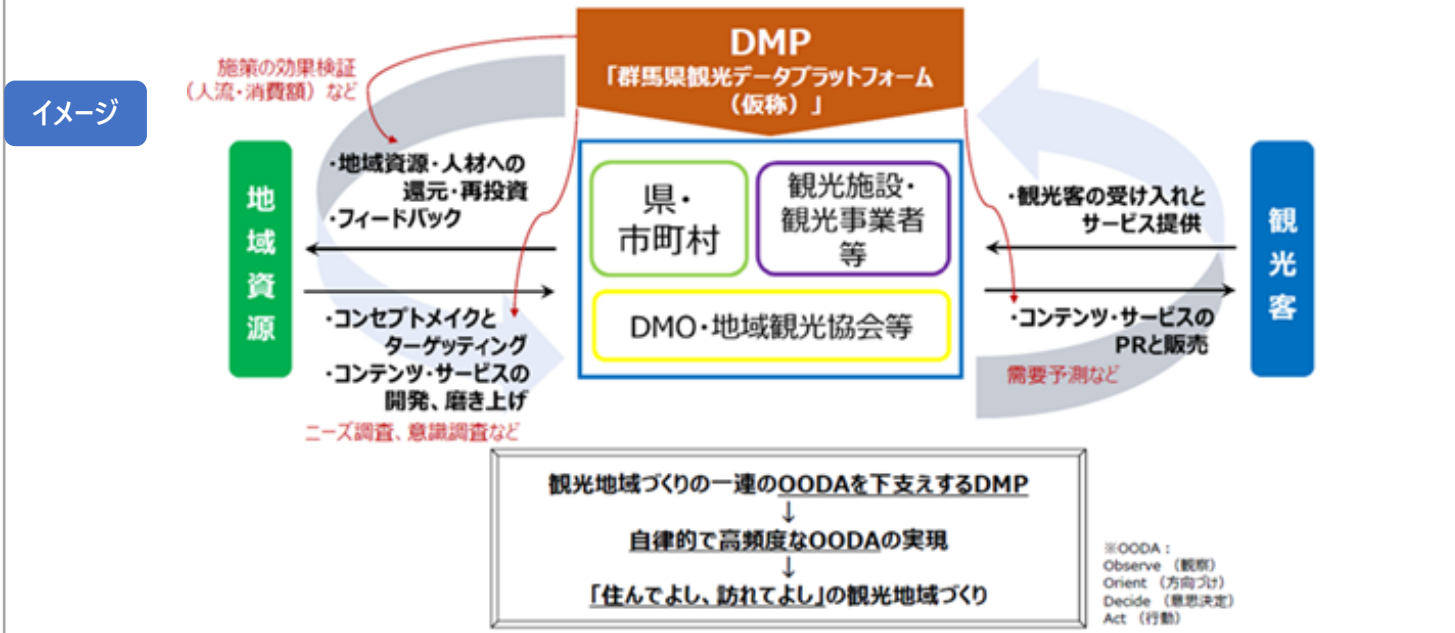 DMP
「群馬県観光データプラットフォーム
（仮称）」
施策の効果検証
（人流・消費額）など
イメージ
地域資源
・地域資源・人材への
還元・再投資
・フィードバック
・コンセプトメイクと
ターゲッティング
・コンテンツ・サービスの
開発、磨き上げ
ニーズ調査、意識調査など
県・
市町村
観光施設・
観光事業者
等
DMO・地域観光協会等
・観光客の受け入れと
サービス提供
・コンテンツ・サービスの
PRと販売
需要予測など
観光客
観光地域づくりの一連のOODAを下支えするDMP
↓
自律的で高頻度なOODAの実現
↓
「住んでよし、訪れてよし」の観光地域づくり
※OODA：
Observe （観察）
Orient （方向づけ）
Decide （意思決定）
Act （行動）